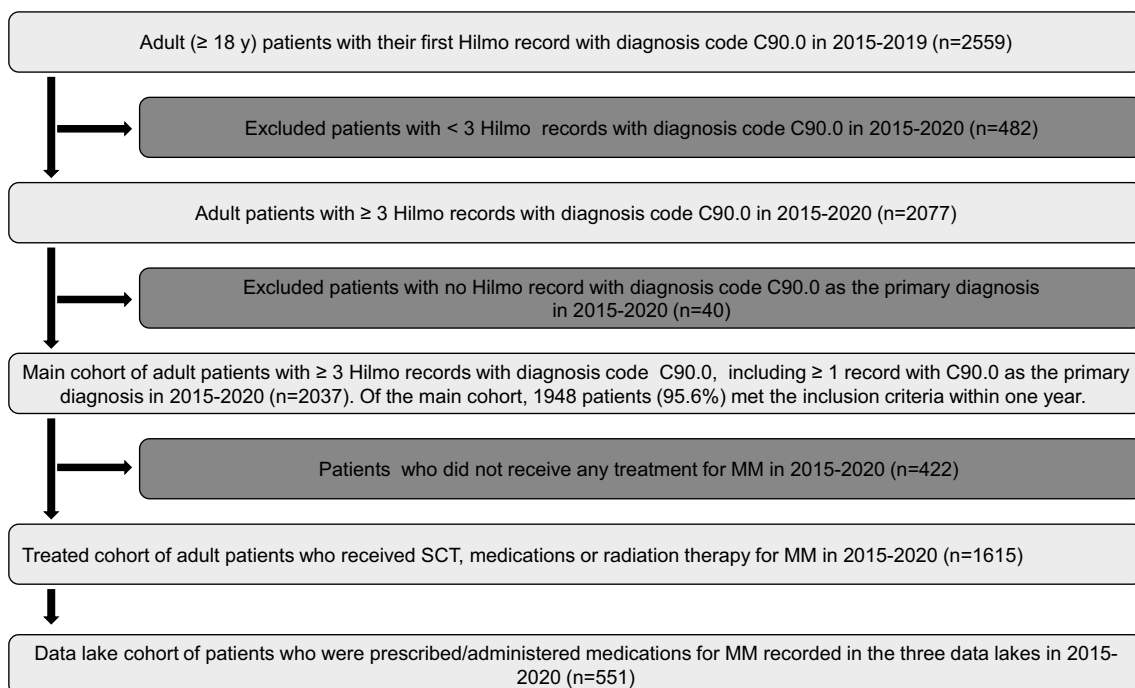 Adult (≥ 18 y) patients with their first Hilmo record with diagnosis code C90.0 in 2015-2019 (n=2559)
Excluded patients with < 3 Hilmo records with diagnosis code C90.0 in 2015-2020 (n=482)
Adult patients with ≥ 3 Hilmo records with diagnosis code C90.0 in 2015-2020 (n=2077)
Excluded patients with no Hilmo record with diagnosis code C90.0 as the primary diagnosis
in 2015-2020 (n=40)
Main cohort of adult patients with ≥ 3 Hilmo records with diagnosis code C90.0, including ≥ 1 record with C90.0 as the primary
diagnosis in 2015-2020 (n=2037). Of the main cohort, 1948 patients (95.6%) met the inclusion criteria within one year.
Patients who did not receive any treatment for MM in 2015-2020 (n=422)
Treated cohort of adult patients who received SCT, medications or radiation therapy for MM in 2015-2020 (n=1615)
Data lake cohort of patients who were prescribed/administered medications for MM recorded in the three data lakes in 2015-
2020 (n=551)